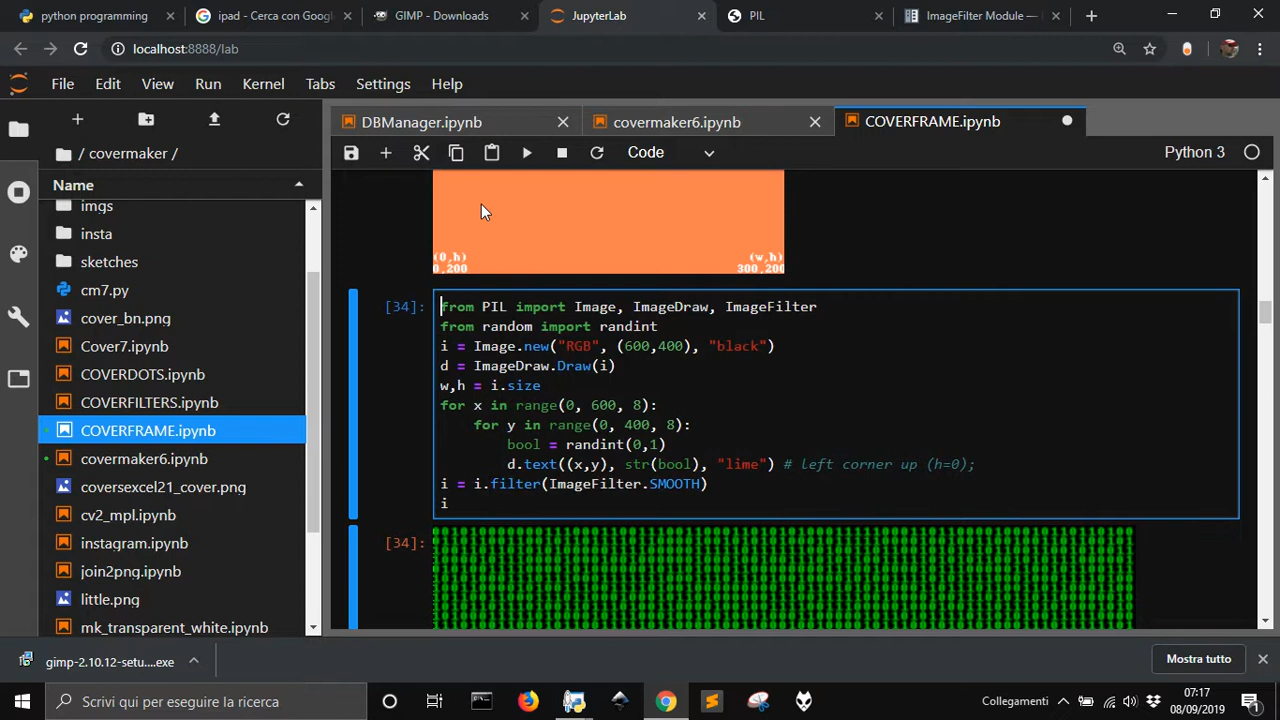 python programming
ipad - Cerca con Googl
GIMP - Downloads
JupyterLab
PIL
ImageFilter Module —
localhost:8888/lab
File Edit View Run Kernel Tabs Settings Help
DBManager.ipynb
covermaker6.ipynb
COVERFRAME.ipynb
/ covermaker /
Code
Python 3
Name
imgs
insta
sketches
cm7.py
cover_bn.png
Cover7.ipynb
COVERDOTS.ipynb
COVERFILTERS.ipynb
COVERFRAME.ipynb
covermaker6.ipynb
coversexcel21_cover.png
cv2_mpl.ipynb
instagram.ipynb
join2png.ipynb
little.png
mk_transparent_white.ipynb
(0,h) (w,h)
0,200 300,200
[34]:
from PIL import Image, ImageDraw, ImageFilter
from random import randint
i = Image.new("RGB", (600,400), "black")
d = ImageDraw.Draw(i)
w,h = i.size
for x in range(0, 600, 8):
for y in range(0, 400, 8):
bool = randint(0,1)
d.text((x,y), str(bool), "lime") # left corner up (h=0);
i = i.filter(ImageFilter.SMOOTH)
i
[34]:
gimp-2.10.12-setu....exe
Mostra tutto
Scrivi qui per eseguire la ricerca
Collegamenti
07:17
08/09/2019